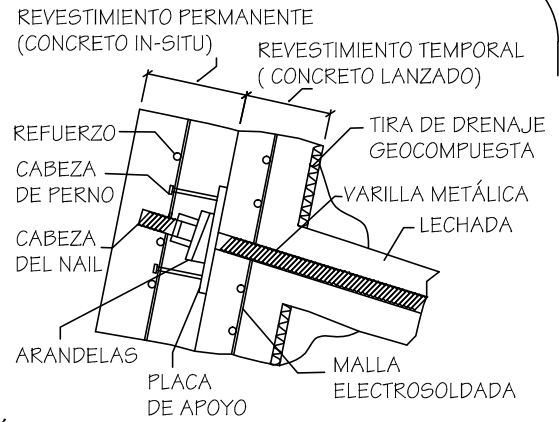 REVESTIMIENTO PERMANENTE
(CONCRETO IN-SITU)
REVESTIMIENTO TEMPORAL
( CONCRETO LANZADO)
REFUERZO
TIRA DE DRENAJE
GEOCOMPUESTA
CABEZA
DE PERNO
VARILLA METÁLICA
LECHADA
CABEZA
DEL NAIL
ARANDELAS
PLACA
DE APOYO
MALLA
ELECTROSOLDADA